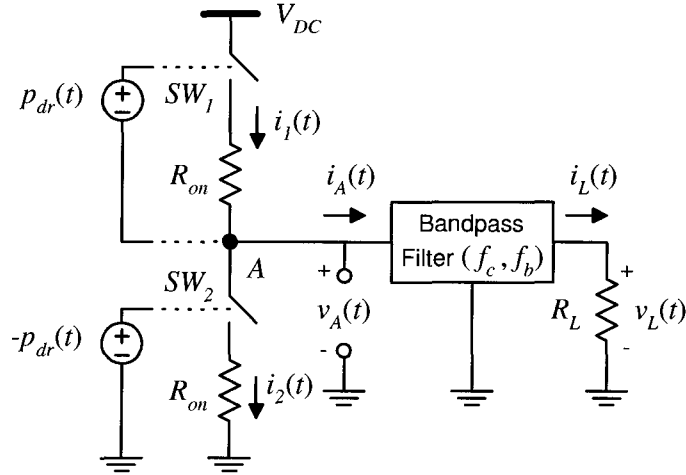 V_DC
p_dr(t)
+
−
SW_1
i_1(t)
R_on
i_A(t)
i_L(t)
Bandpass
Filter (f_c, f_b)
A
SW_2
+
v_A(t)
-
R_L
+
v_L(t)
-
-p_dr(t)
+
−
R_on
i_2(t)